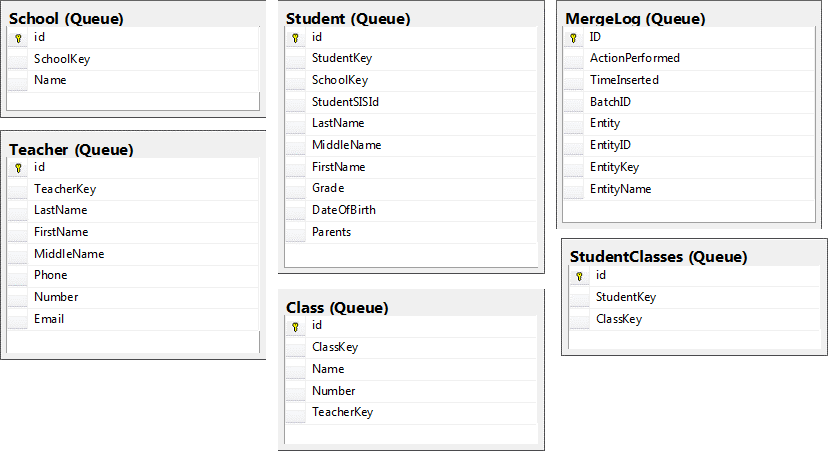 School (Queue)
id
SchoolKey
Name
Teacher (Queue)
id
TeacherKey
LastName
FirstName
MiddleName
Phone
Number
Email
Student (Queue)
id
StudentKey
SchoolKey
StudentSISId
LastName
MiddleName
FirstName
Grade
DateOfBirth
Parents
Class (Queue)
id
ClassKey
Name
Number
TeacherKey
MergeLog (Queue)
ID
ActionPerformed
TimeInserted
BatchID
Entity
EntityID
EntityKey
EntityName
StudentClasses (Queue)
id
StudentKey
ClassKey